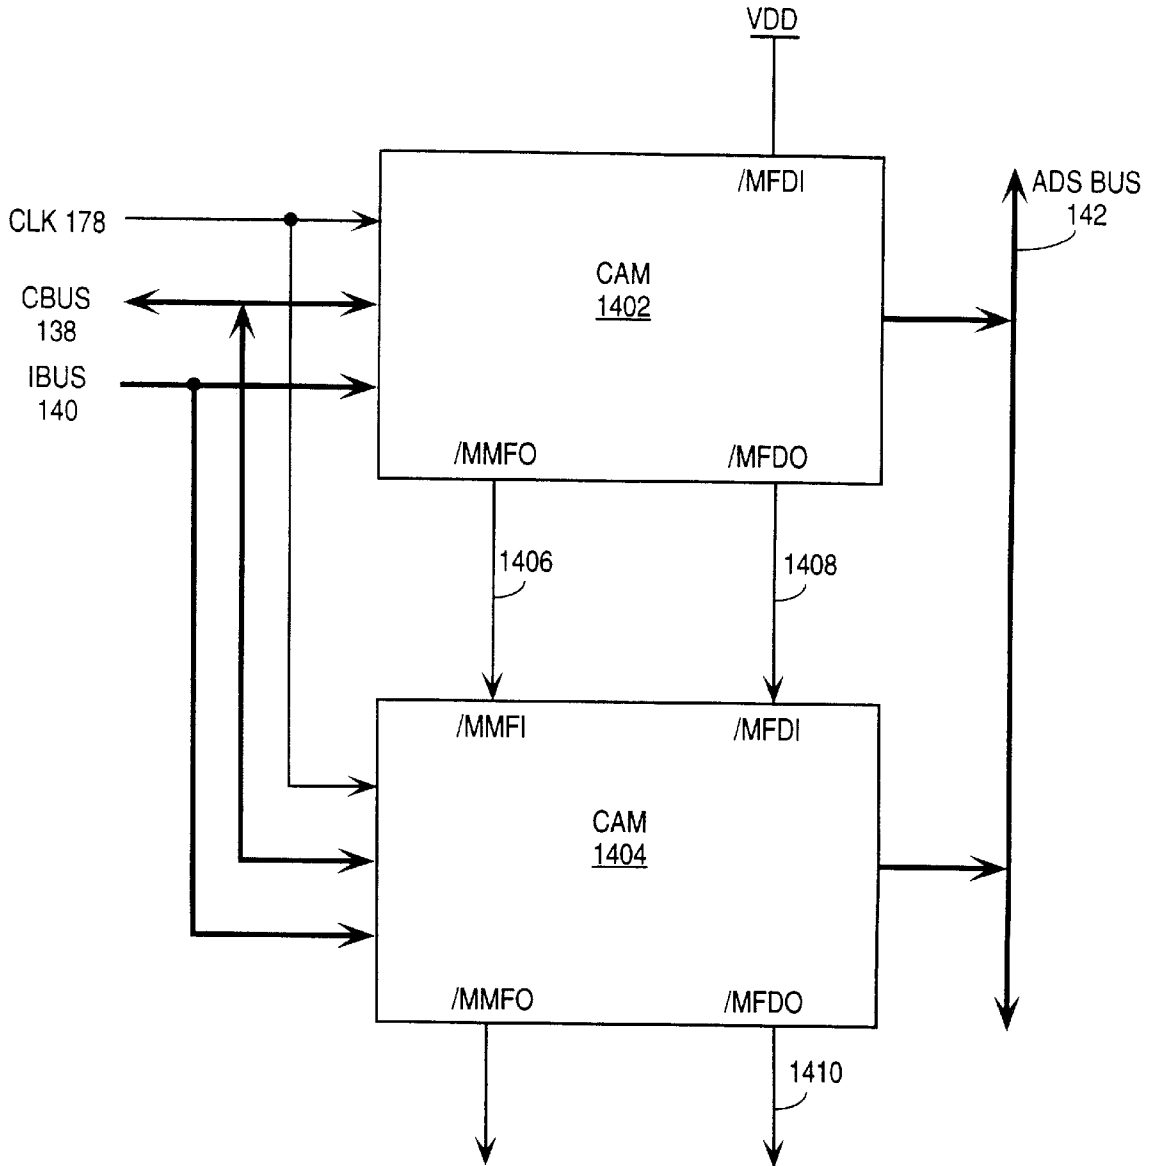 VDD
/MFDI
ADS BUS
142
CLK 178
CAM
1402
CBUS
138
IBUS
140
/MMFO
/MFDO
1406
1408
/MMFI
/MFDI
CAM
1404
/MMFO
/MFDO
1410